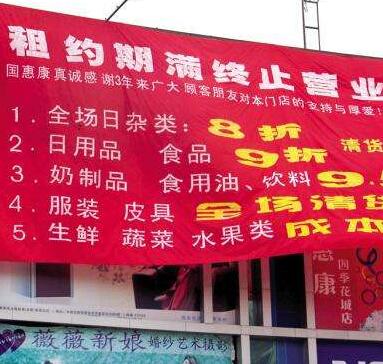 租约期满终止营业
国惠康真诚感谢3年来广大顾客朋友对本门店的支持与厚爱!
1.全场日杂类:8折 清货
2.日用品 食品 9折
3.奶制品 食用油、饮料 9.
4.服装 皮具 全场清货
5.生鲜 蔬菜 水果类 成本
惠康
四季花城店
薇薇新娘 婚纱艺术摄影